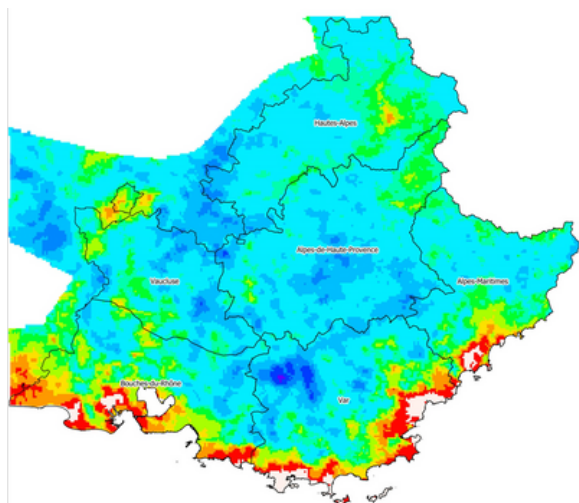 Hautes-Alpes
Alpes-de-Haute-Provence
Vaucluse
Alpes-Maritimes
Bouches-du-Rhône
Var